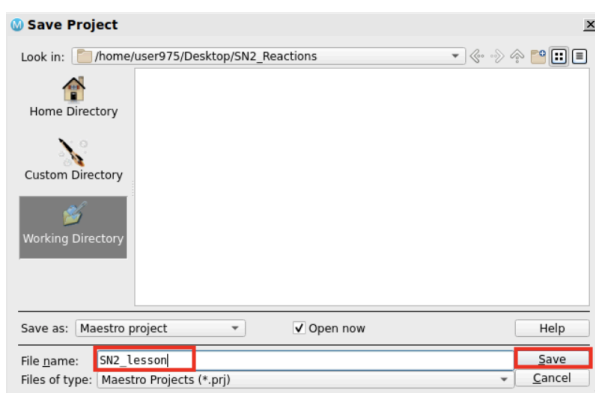 Save Project
Look in: /home/user975/Desktop/SN2_Reactions
Home Directory
Custom Directory
Working Directory
Save as: Maestro project Open now Help
File name: SN2_lesson Save
Files of type: Maestro Projects (*.prj) Cancel